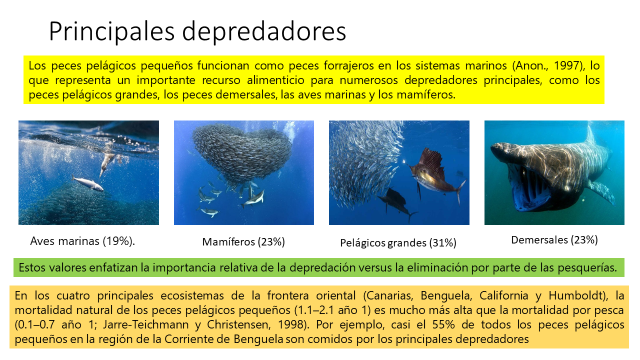 Principales depredadores
Los peces pelágicos pequeños funcionan como peces forrajeros en los sistemas marinos (Anon., 1997), lo
que representa un importante recurso alimenticio para numerosos depredadores principales, como los
peces pelágicos grandes, los peces demersales, las aves marinas y los mamíferos.
Aves marinas (19%).
Mamíferos (23%)
Pelágicos grandes (31%)
Demersales (23%)
Estos valores enfatizan la importancia relativa de la depredación versus la eliminación por parte de las pesquerías.
En los cuatro principales ecosistemas de la frontera oriental (Canarias, Benguela, California y Humboldt), la
mortalidad natural de los peces pelágicos pequeños (1.1–2.1 año 1) es mucho más alta que la mortalidad por pesca
(0.1–0.7 año 1; Jarre-Teichmann y Christensen, 1998). Por ejemplo, casi el 55% de todos los peces pelágicos
pequeños en la región de la Corriente de Benguela son comidos por los principales depredadores